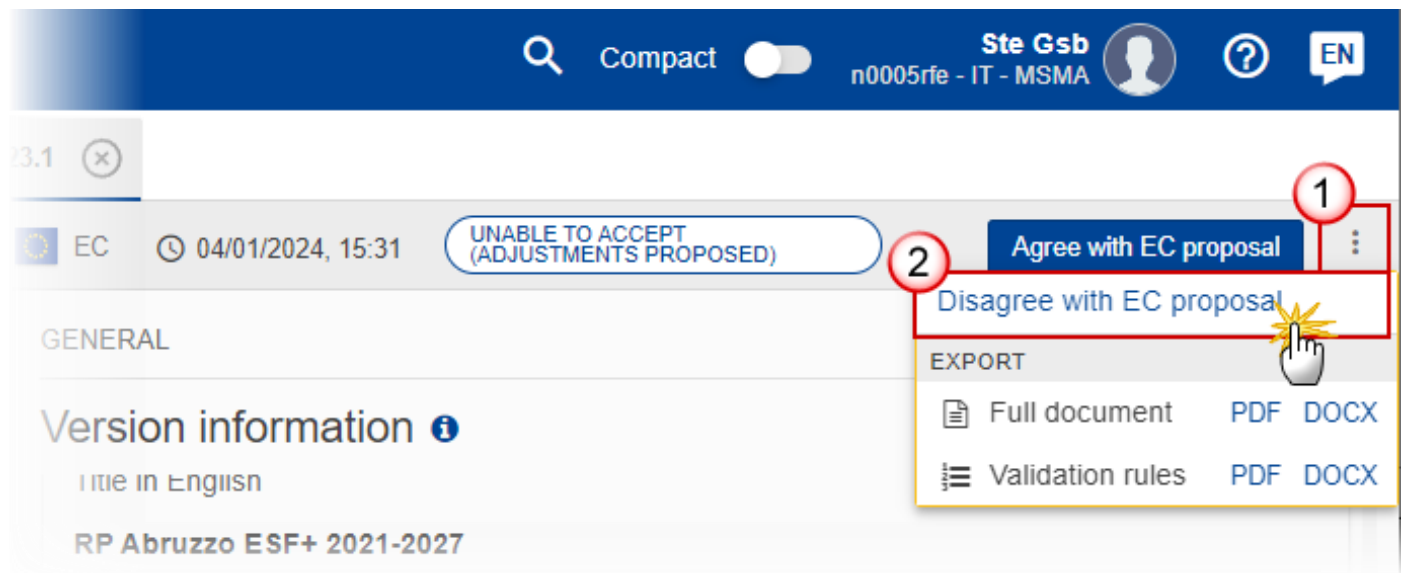 Compact
Ste Gsb
n0005rfe - IT - MSMA
EN
23.1
1
EC
04/01/2024, 15:31
UNABLE TO ACCEPT
(ADJUSTMENTS PROPOSED)
Agree with EC proposal
2
Disagree with EC proposal
GENERAL
EXPORT
Version information
Full document PDF DOCX
Title in English
Validation rules PDF DOCX
RP Abruzzo ESF+ 2021-2027